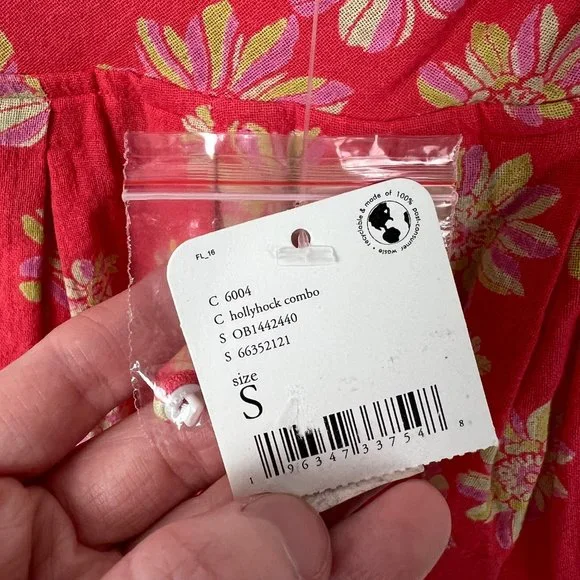 recyclable & made of 100% post-consumer waste •
FL_16
C 6004
C hollyhock combo
S OB1442440
S 66352121
size
S
1 96347 33754 8